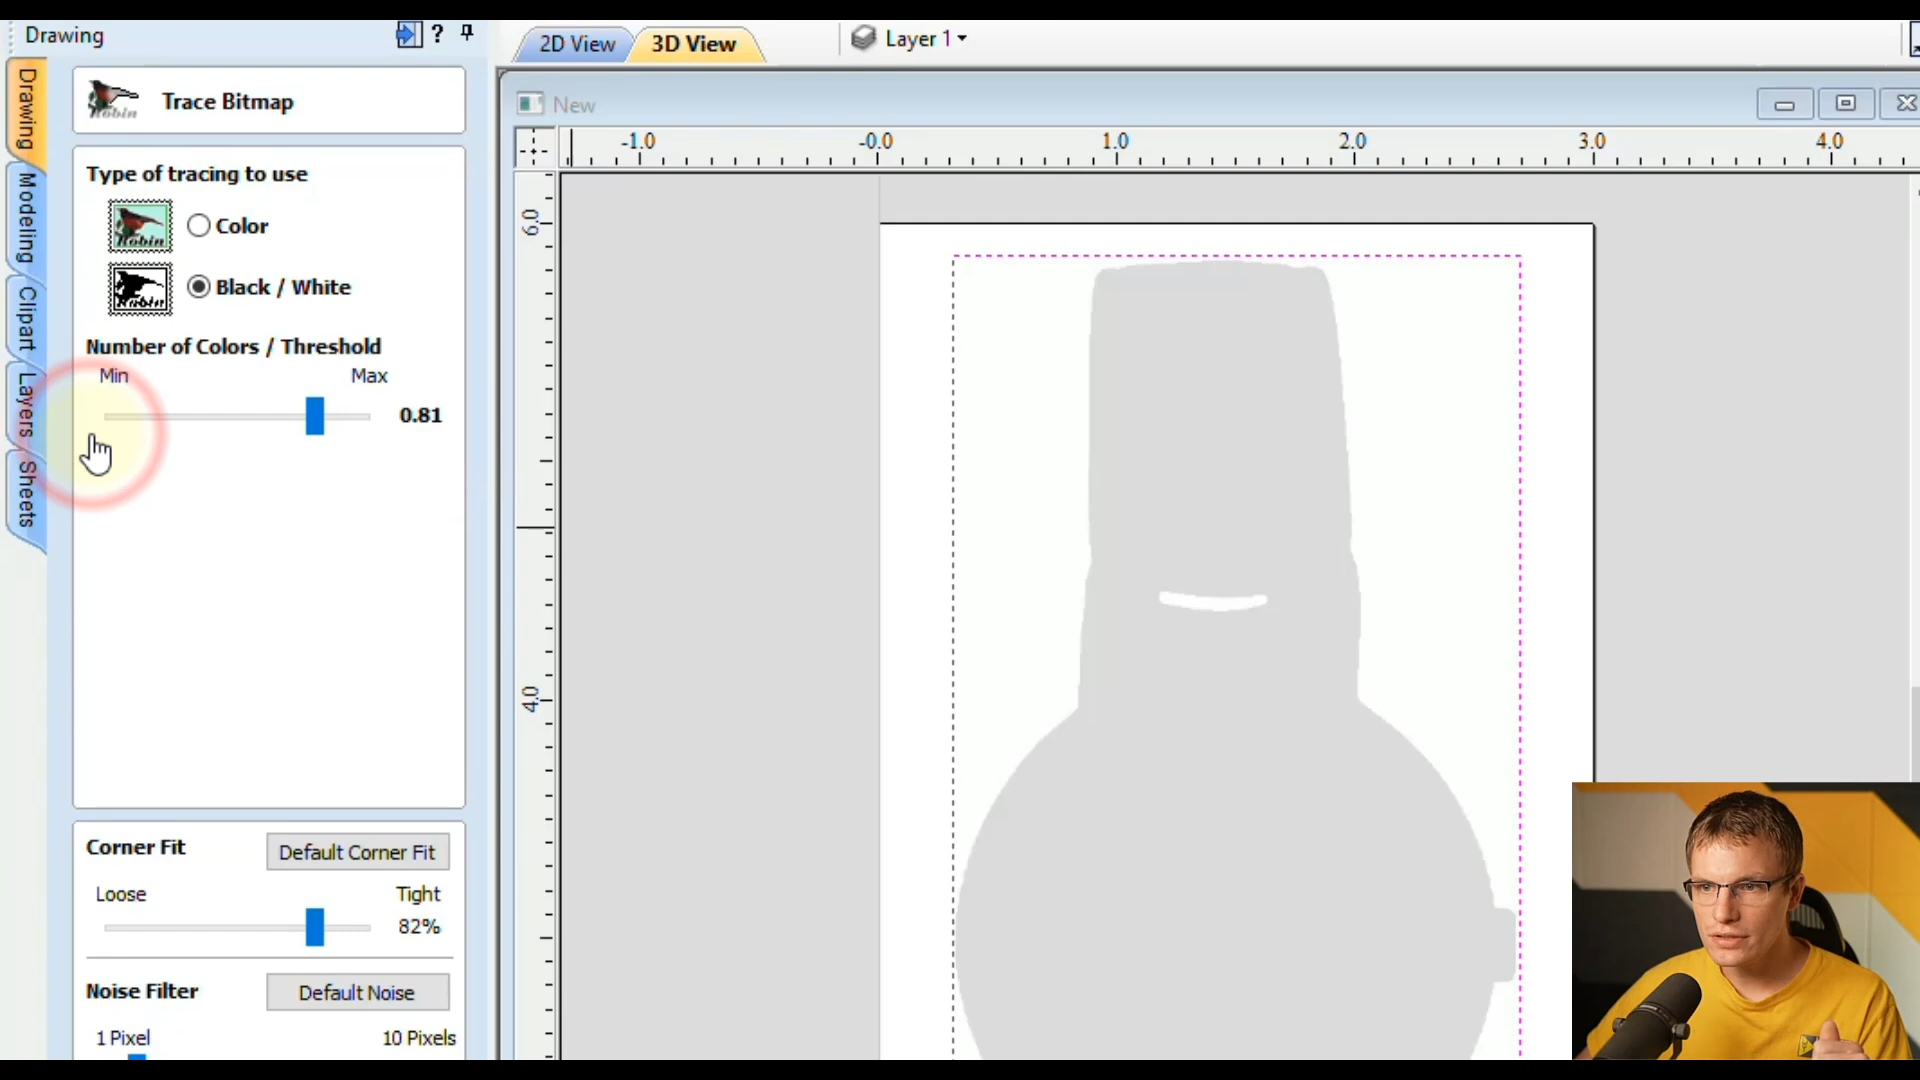 Drawing
?
2D View
3D View
Layer 1
Drawing
Modeling
Clipart
Layers
Sheets
Robin
Trace Bitmap
New
-1.0
-0.0
1.0
2.0
3.0
4.0
6.0
4.0
Type of tracing to use
Robin
Color
Robin
Black / White
Number of Colors / Threshold
Min
Max
0.81
Corner Fit
Default Corner Fit
Loose
Tight
82%
Noise Filter
Default Noise
1 Pixel
10 Pixels